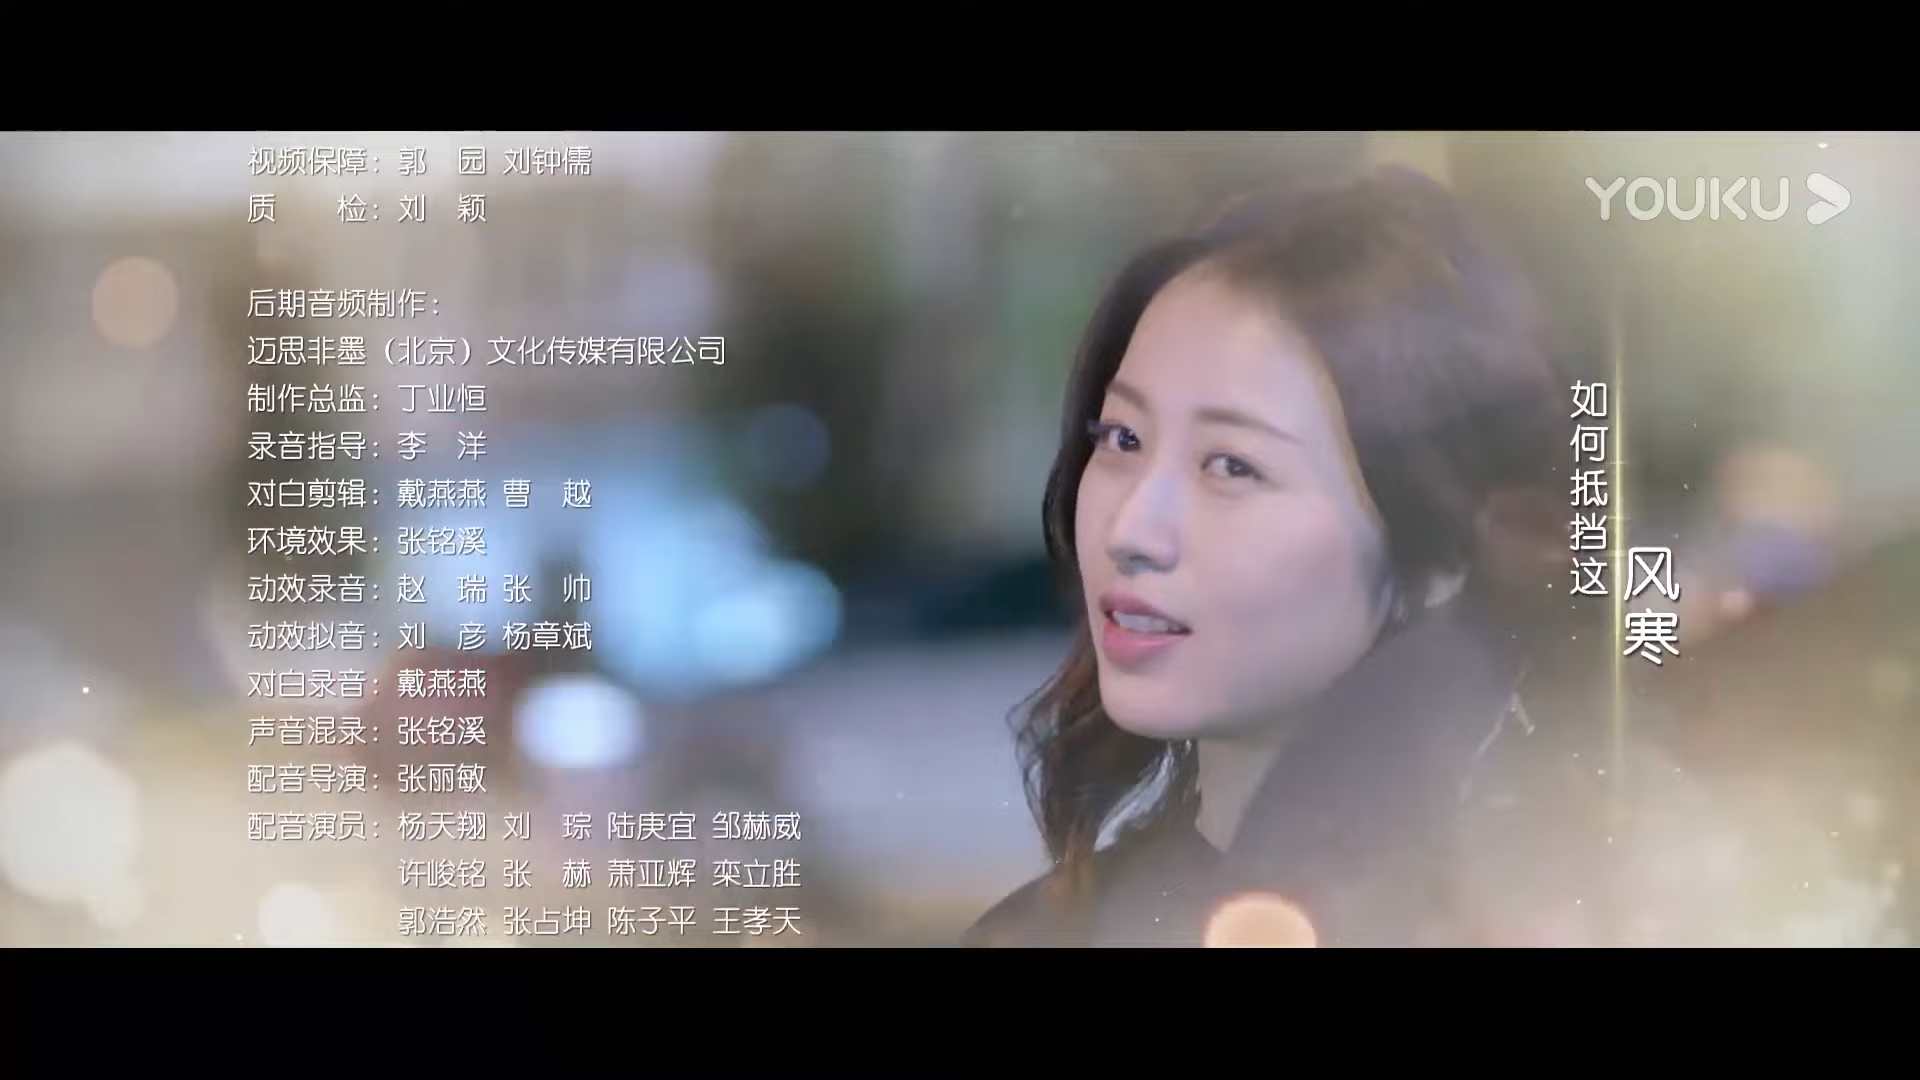 视频保障：郭　园 刘钟儒
质　　检：刘　颖
后期音频制作：
迈思非墨（北京）文化传媒有限公司
制作总监：丁业恒
录音指导：李　洋
对白剪辑：戴燕燕 曹　越
环境效果：张铭溪
动效录音：赵　瑞 张　帅
动效拟音：刘　彦 杨章斌
对白录音：戴燕燕
声音混录：张铭溪
配音导演：张丽敏
配音演员：杨天翔 刘　琮 陆庚宜 邹赫威
许峻铭 张　赫 萧亚辉 栾立胜
郭浩然 张占坤 陈子平 王孝天
YOUKU
如何抵挡这
风寒